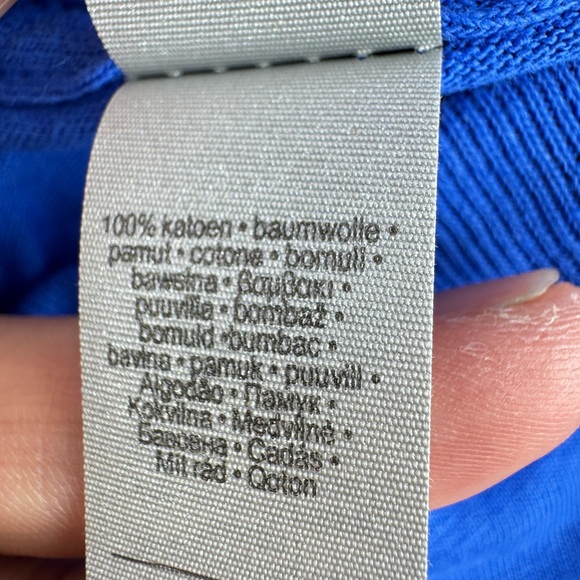 100% katoen • baumwolle •
pamut • cotone • bomull •
bawełna • βαμβάκι •
puuvilla • bombaž •
bomuld • bumbac •
bavlna • pamuk • puuvill •
Algodão • Памук •
Kokvilna • Medvilnė •
Бавсена • Cadás •
Mit rad • Qoton